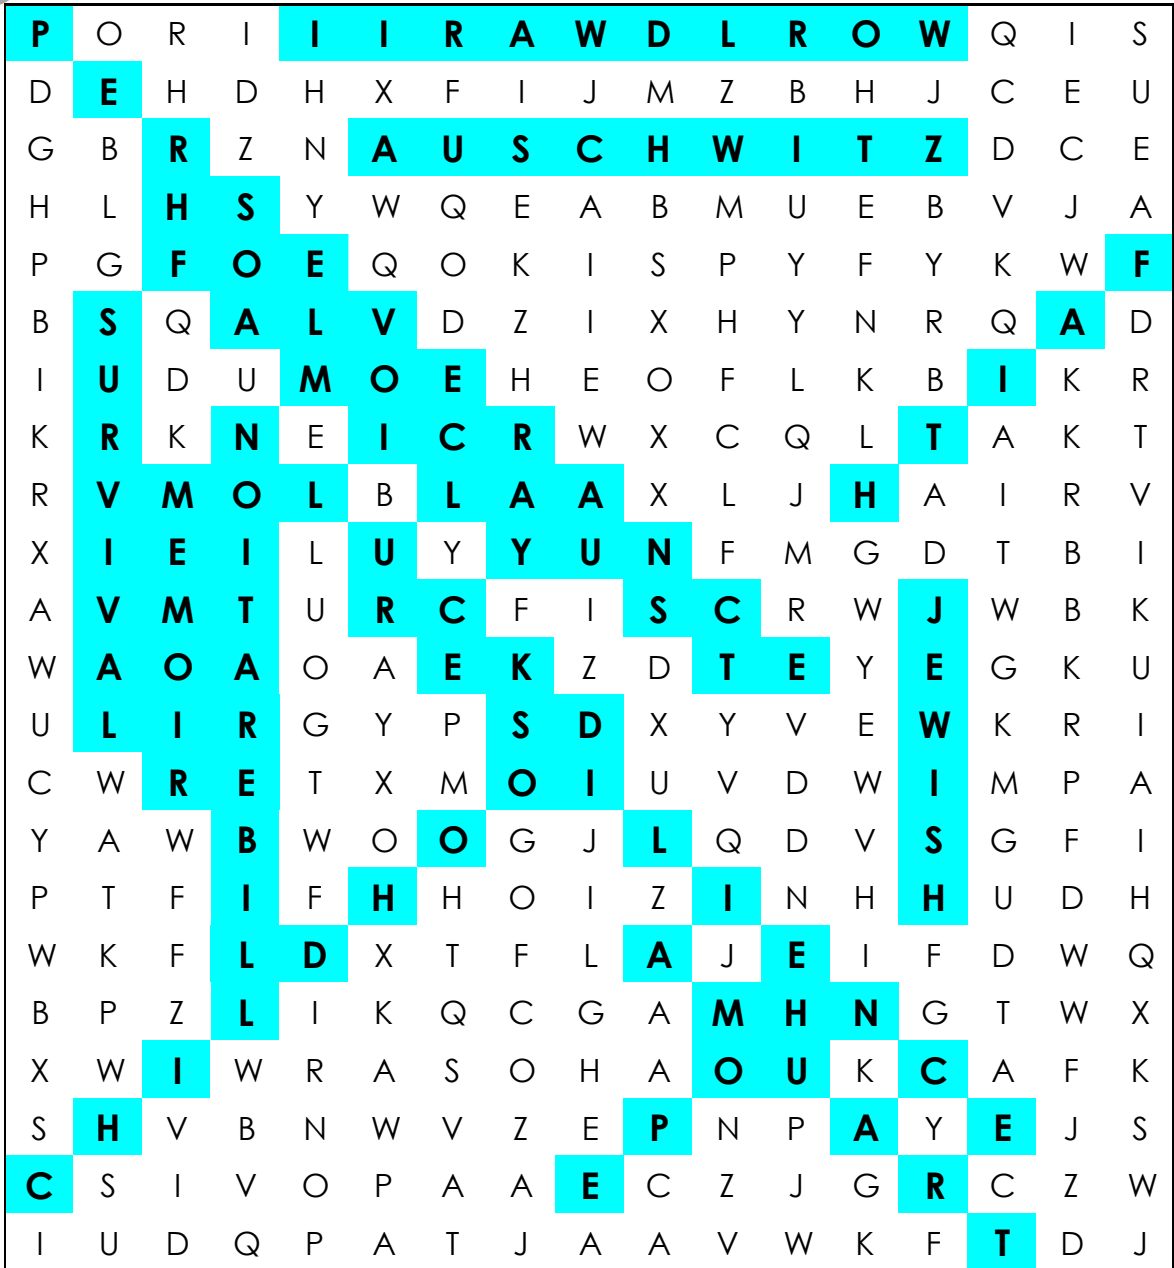 P O R I I I R A W D L R O W Q I S
D E H D H X F I J M Z B H J C E U
G B R Z N A U S C H W I T Z D C E
H L H S Y W Q E A B M U E B V J A
P G F O E Q O K I S P Y F Y K W F
B S Q A L V D Z I X H Y N R Q A D
I U D U M O E H E O F L K B I K R
K R K N E I C R W X C Q L T A K T
R V M O L B L A A X L J H A I R V
X I E I L U Y Y U N F M G D T B I
A V M T U R C F I S C R W J W B K
W A O A O A E K Z D T E Y E G K U
U L I R G Y P S D X Y V E W K R I
C W R E T X M O I U V D W I M P A
Y A W B W O O G J L Q D V S G F I
P T F I F H H O I Z I N H H U D H
W K F L D X T F L A J E I F D W Q
B P Z L I K Q C G A M H N G T W X
X W I W R A S O H A O U K C A F K
S H V B N W V Z E P N P A Y E J S
C S I V O P A A E C Z J G R C Z W
I U D Q P A T J A A V W K F T D J